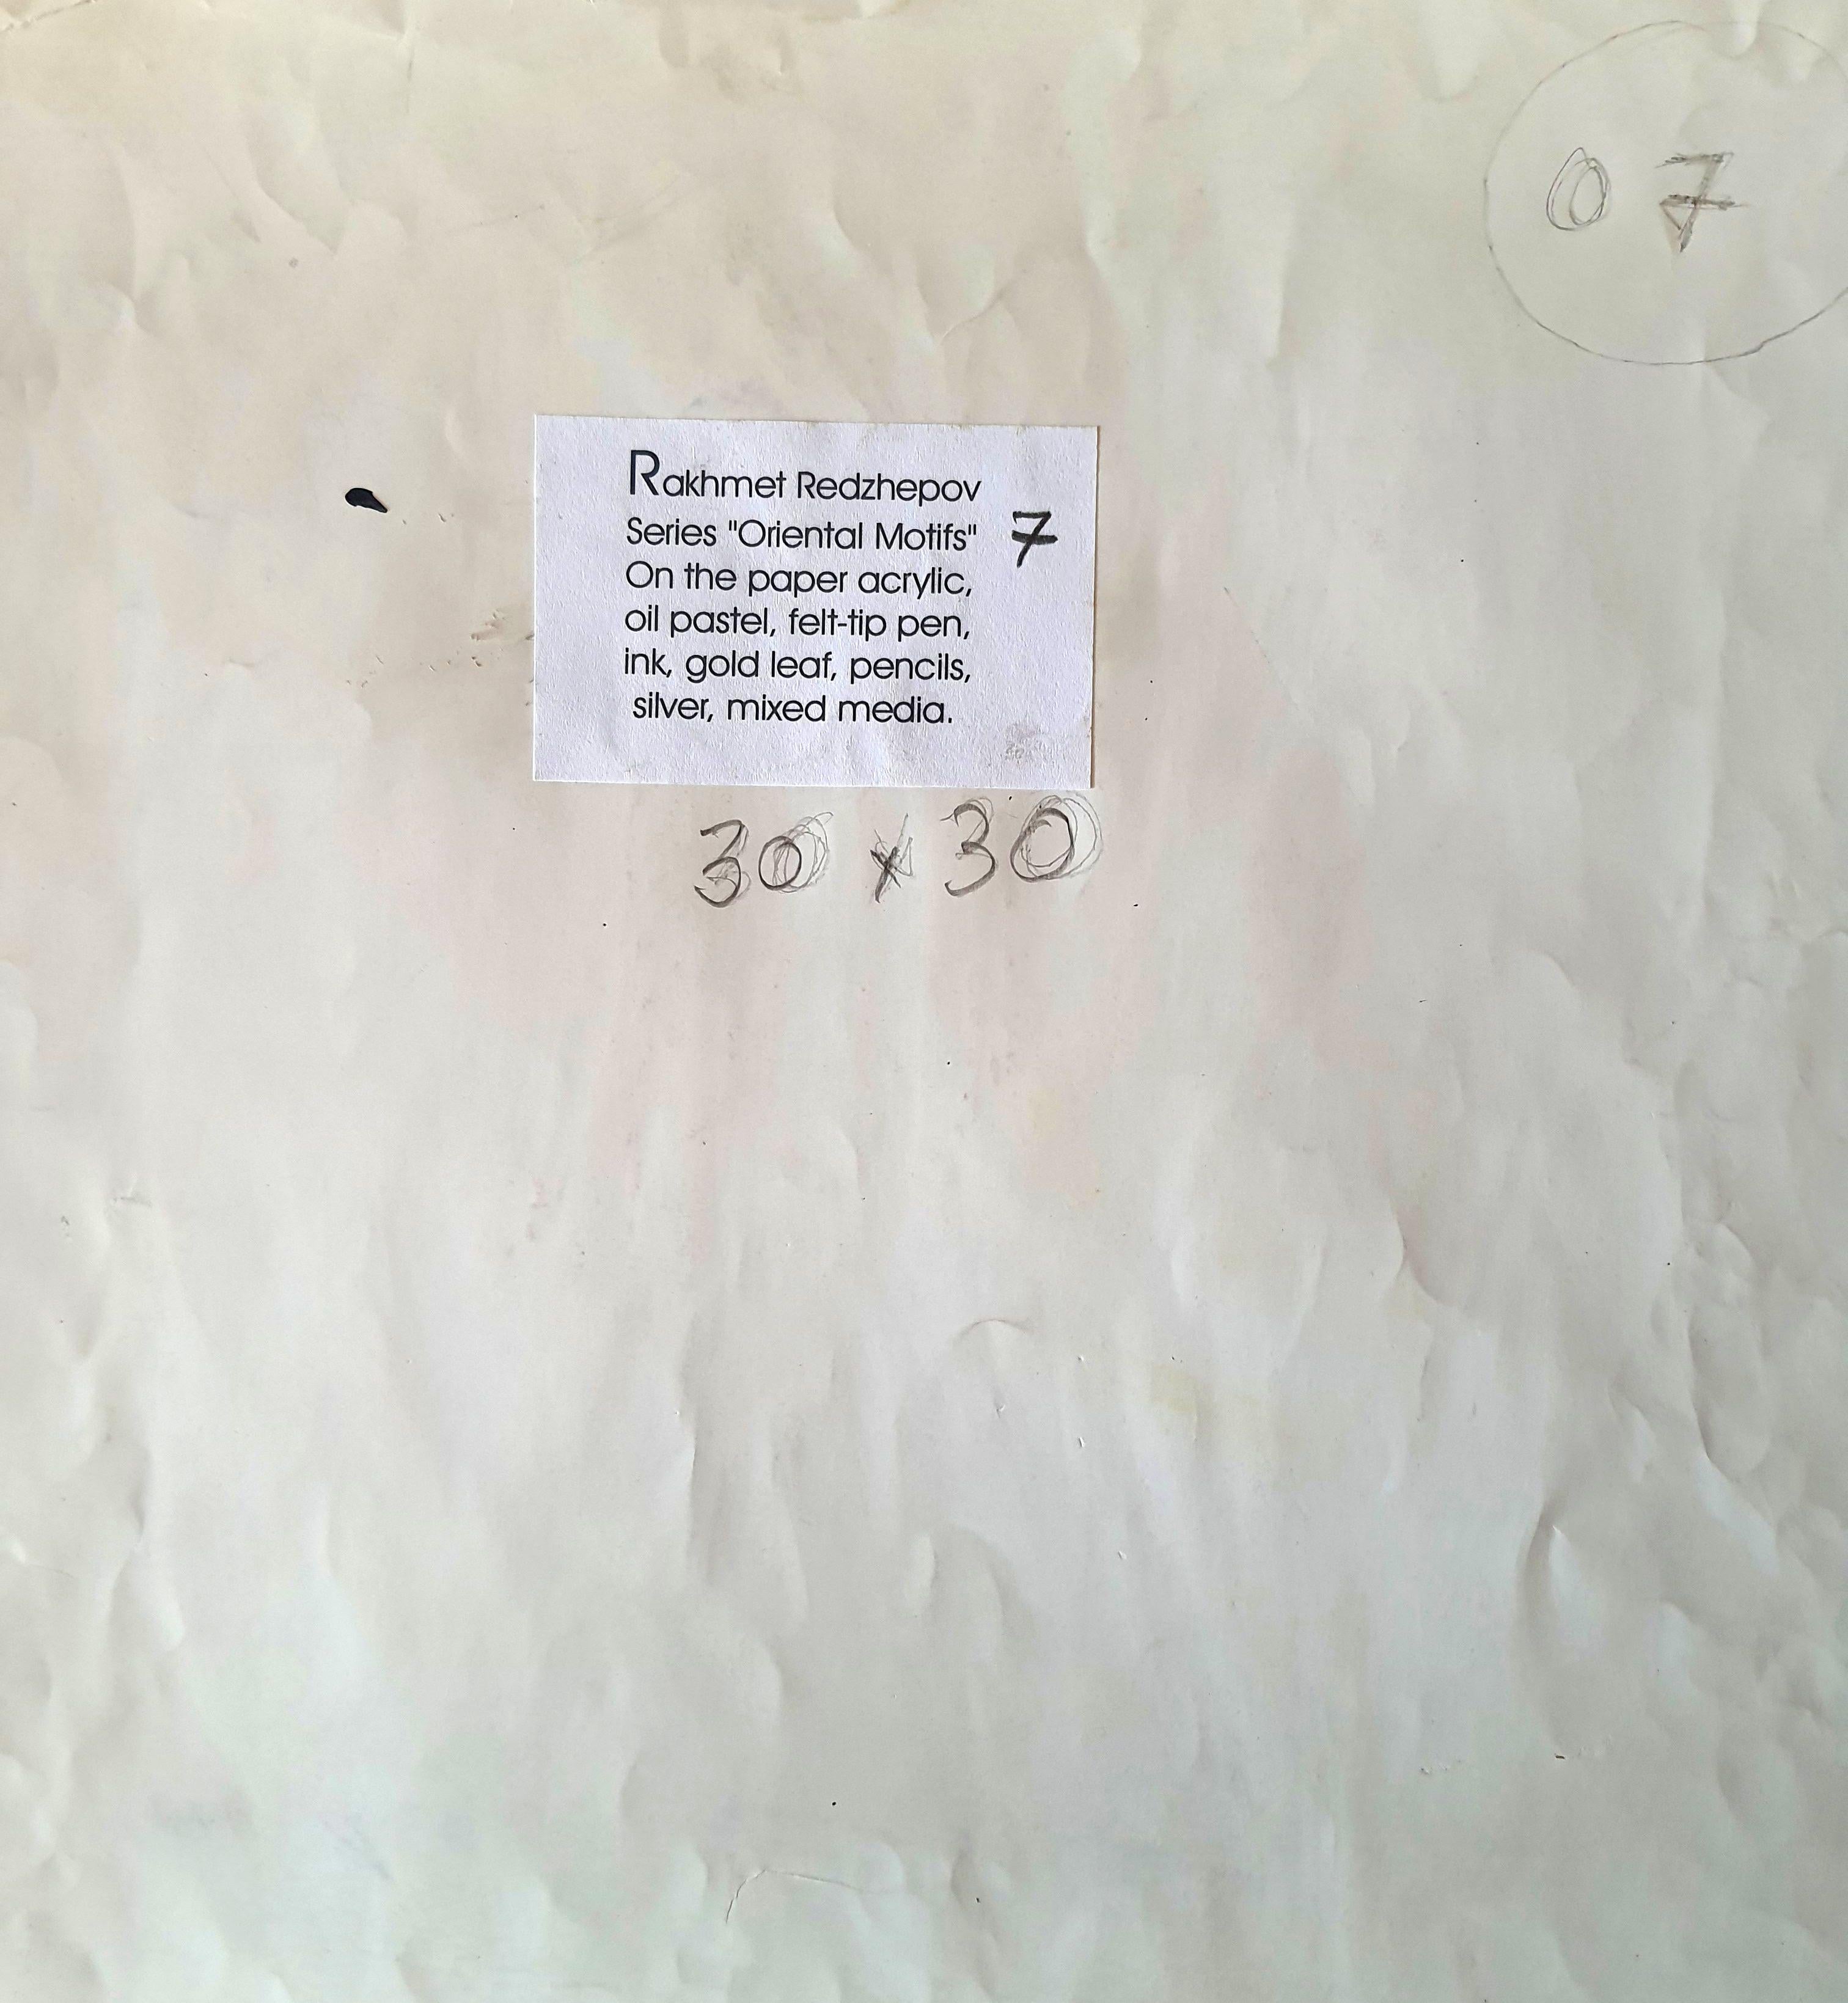 07
Rakhmet Redzhepov
Series "Oriental Motifs" 7
On the paper acrylic,
oil pastel, felt-tip pen,
ink, gold leaf, pencils,
silver, mixed media.
30 x 30